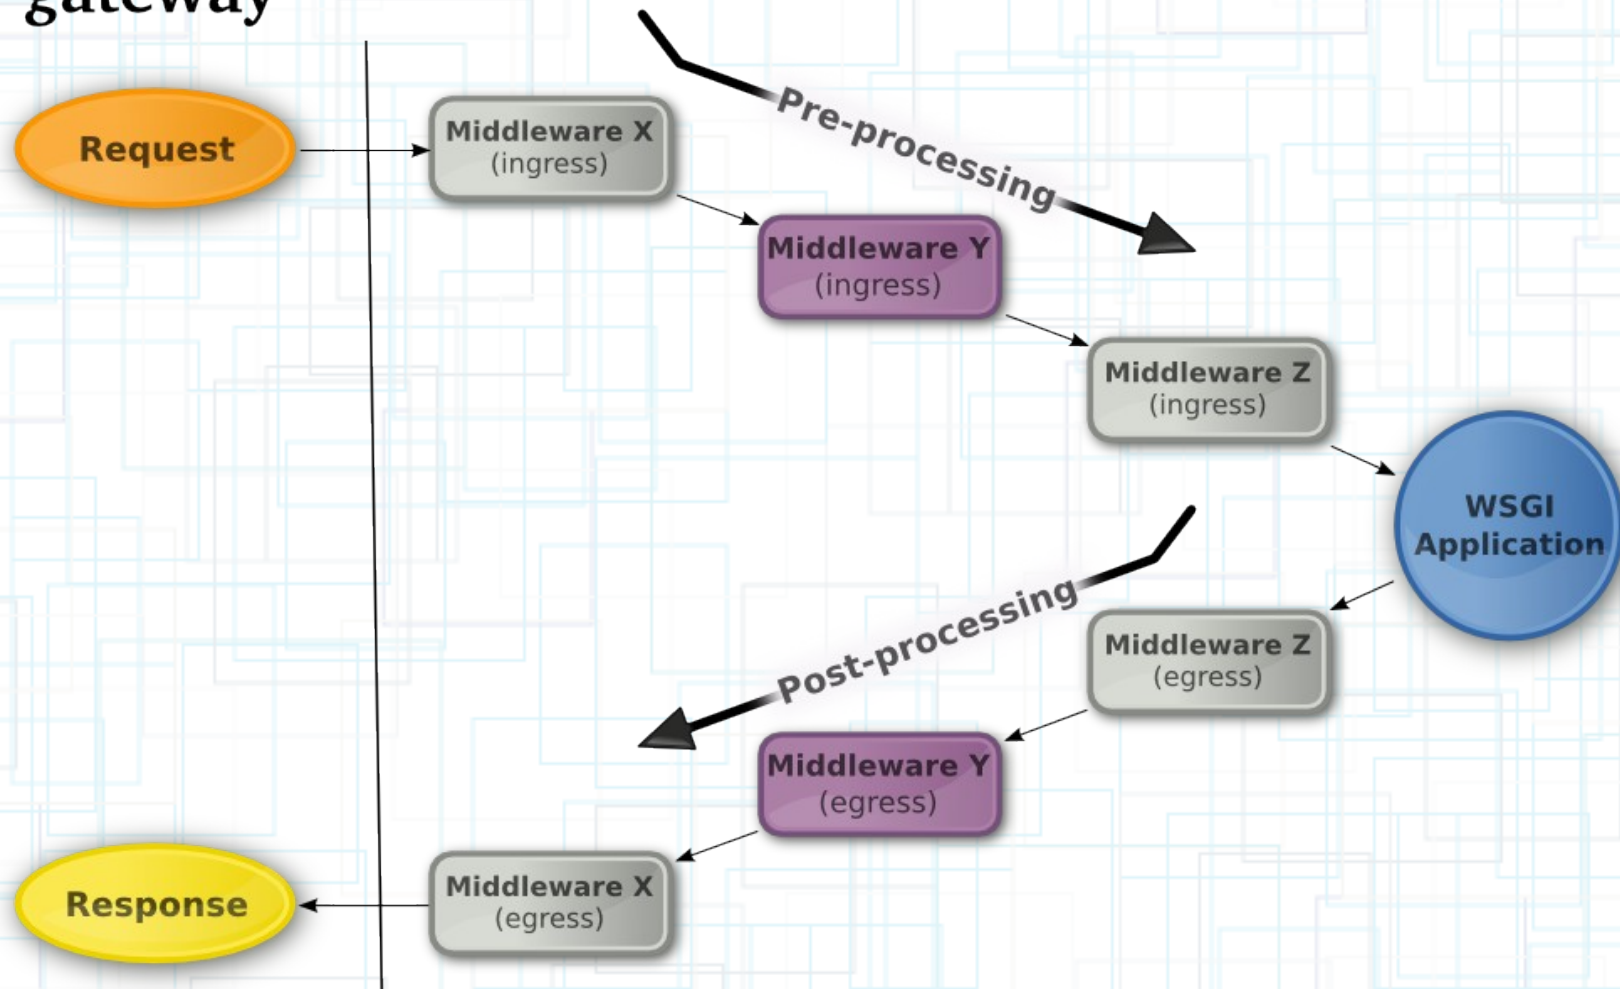 gateway
Request
Middleware X
(ingress)
Pre-processing
Middleware Y
(ingress)
Middleware Z
(ingress)
WSGI
Application
Post-processing
Middleware Z
(egress)
Middleware Y
(egress)
Middleware X
(egress)
Response